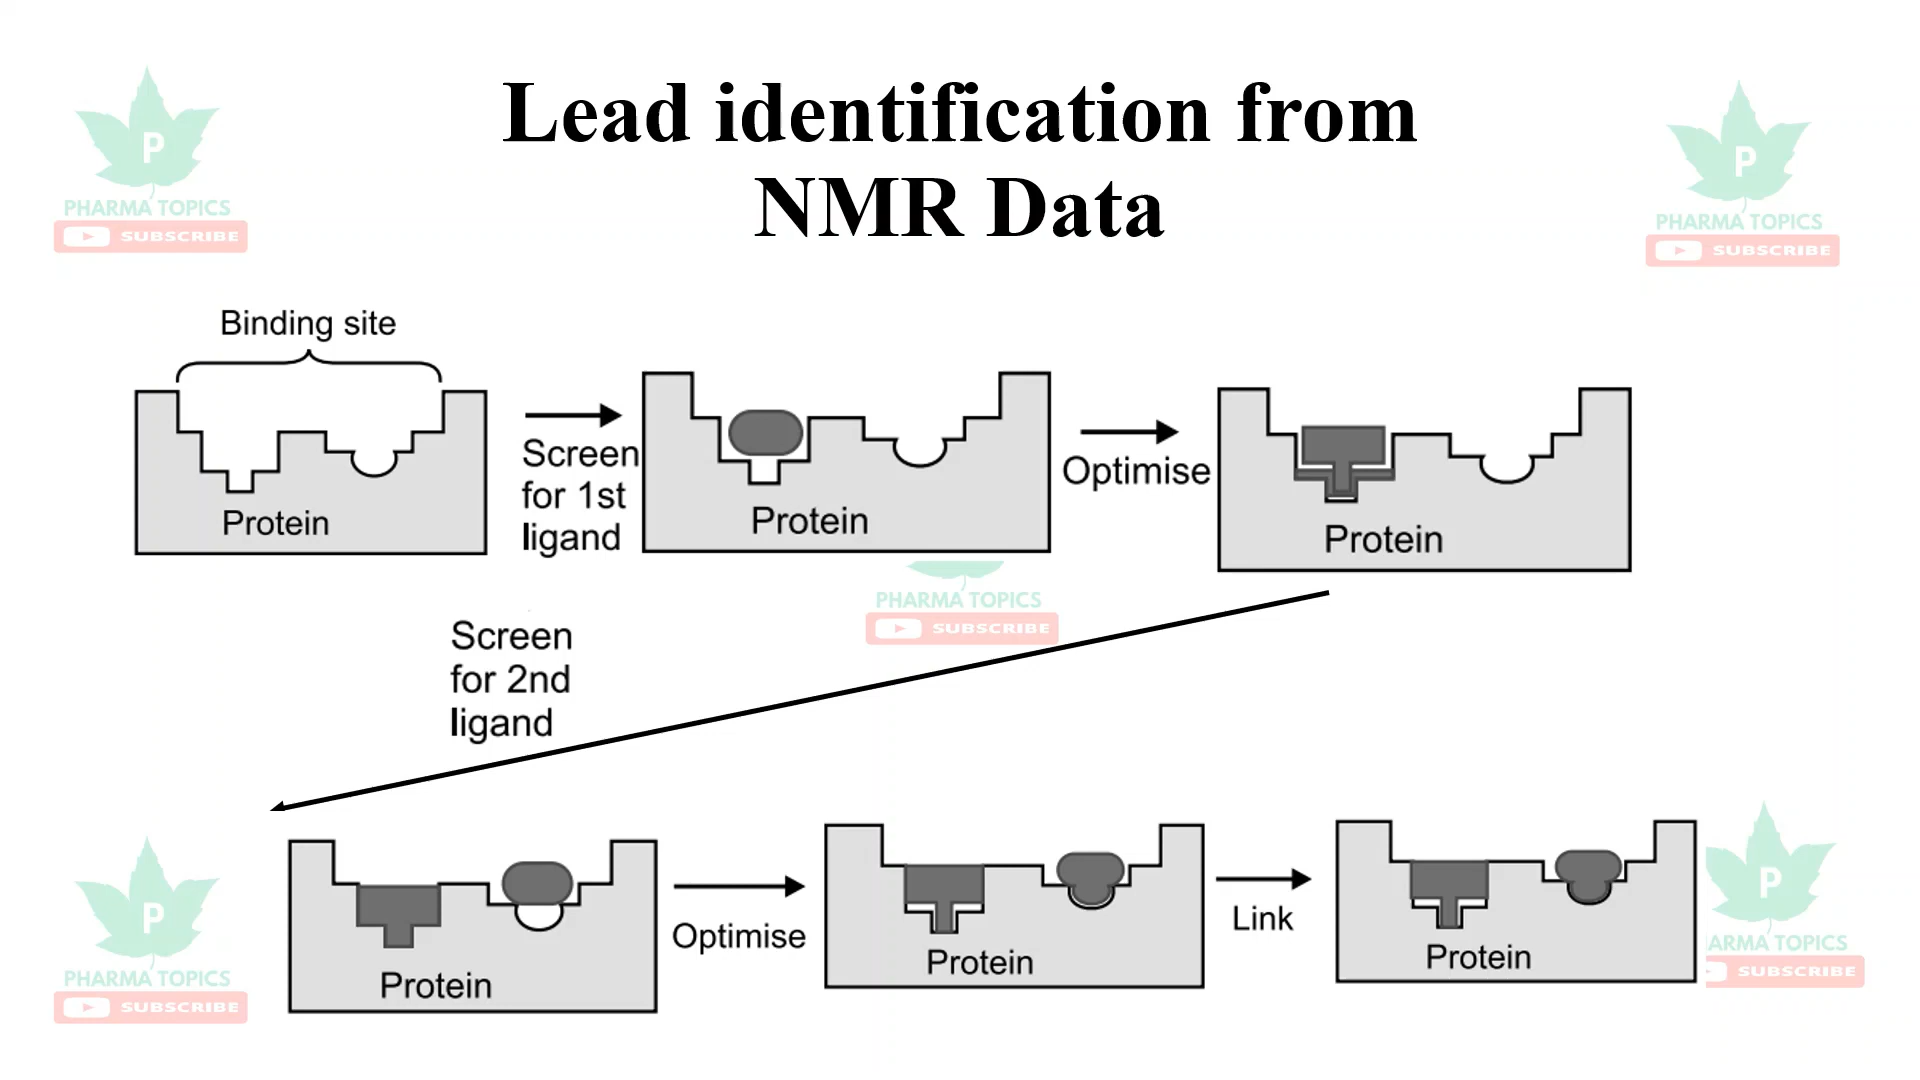 Lead identification from
NMR Data
P
PHARMA TOPICS
SUBSCRIBE
P
PHARMA TOPICS
SUBSCRIBE
Binding site
Protein
Screen
for 1st
ligand
Protein
Optimise
Protein
PHARMA TOPICS
SUBSCRIBE
Screen
for 2nd
ligand
Protein
Optimise
Protein
Link
Protein
P
PHARMA TOPICS
SUBSCRIBE
P
ARMA TOPICS
SUBSCRIBE